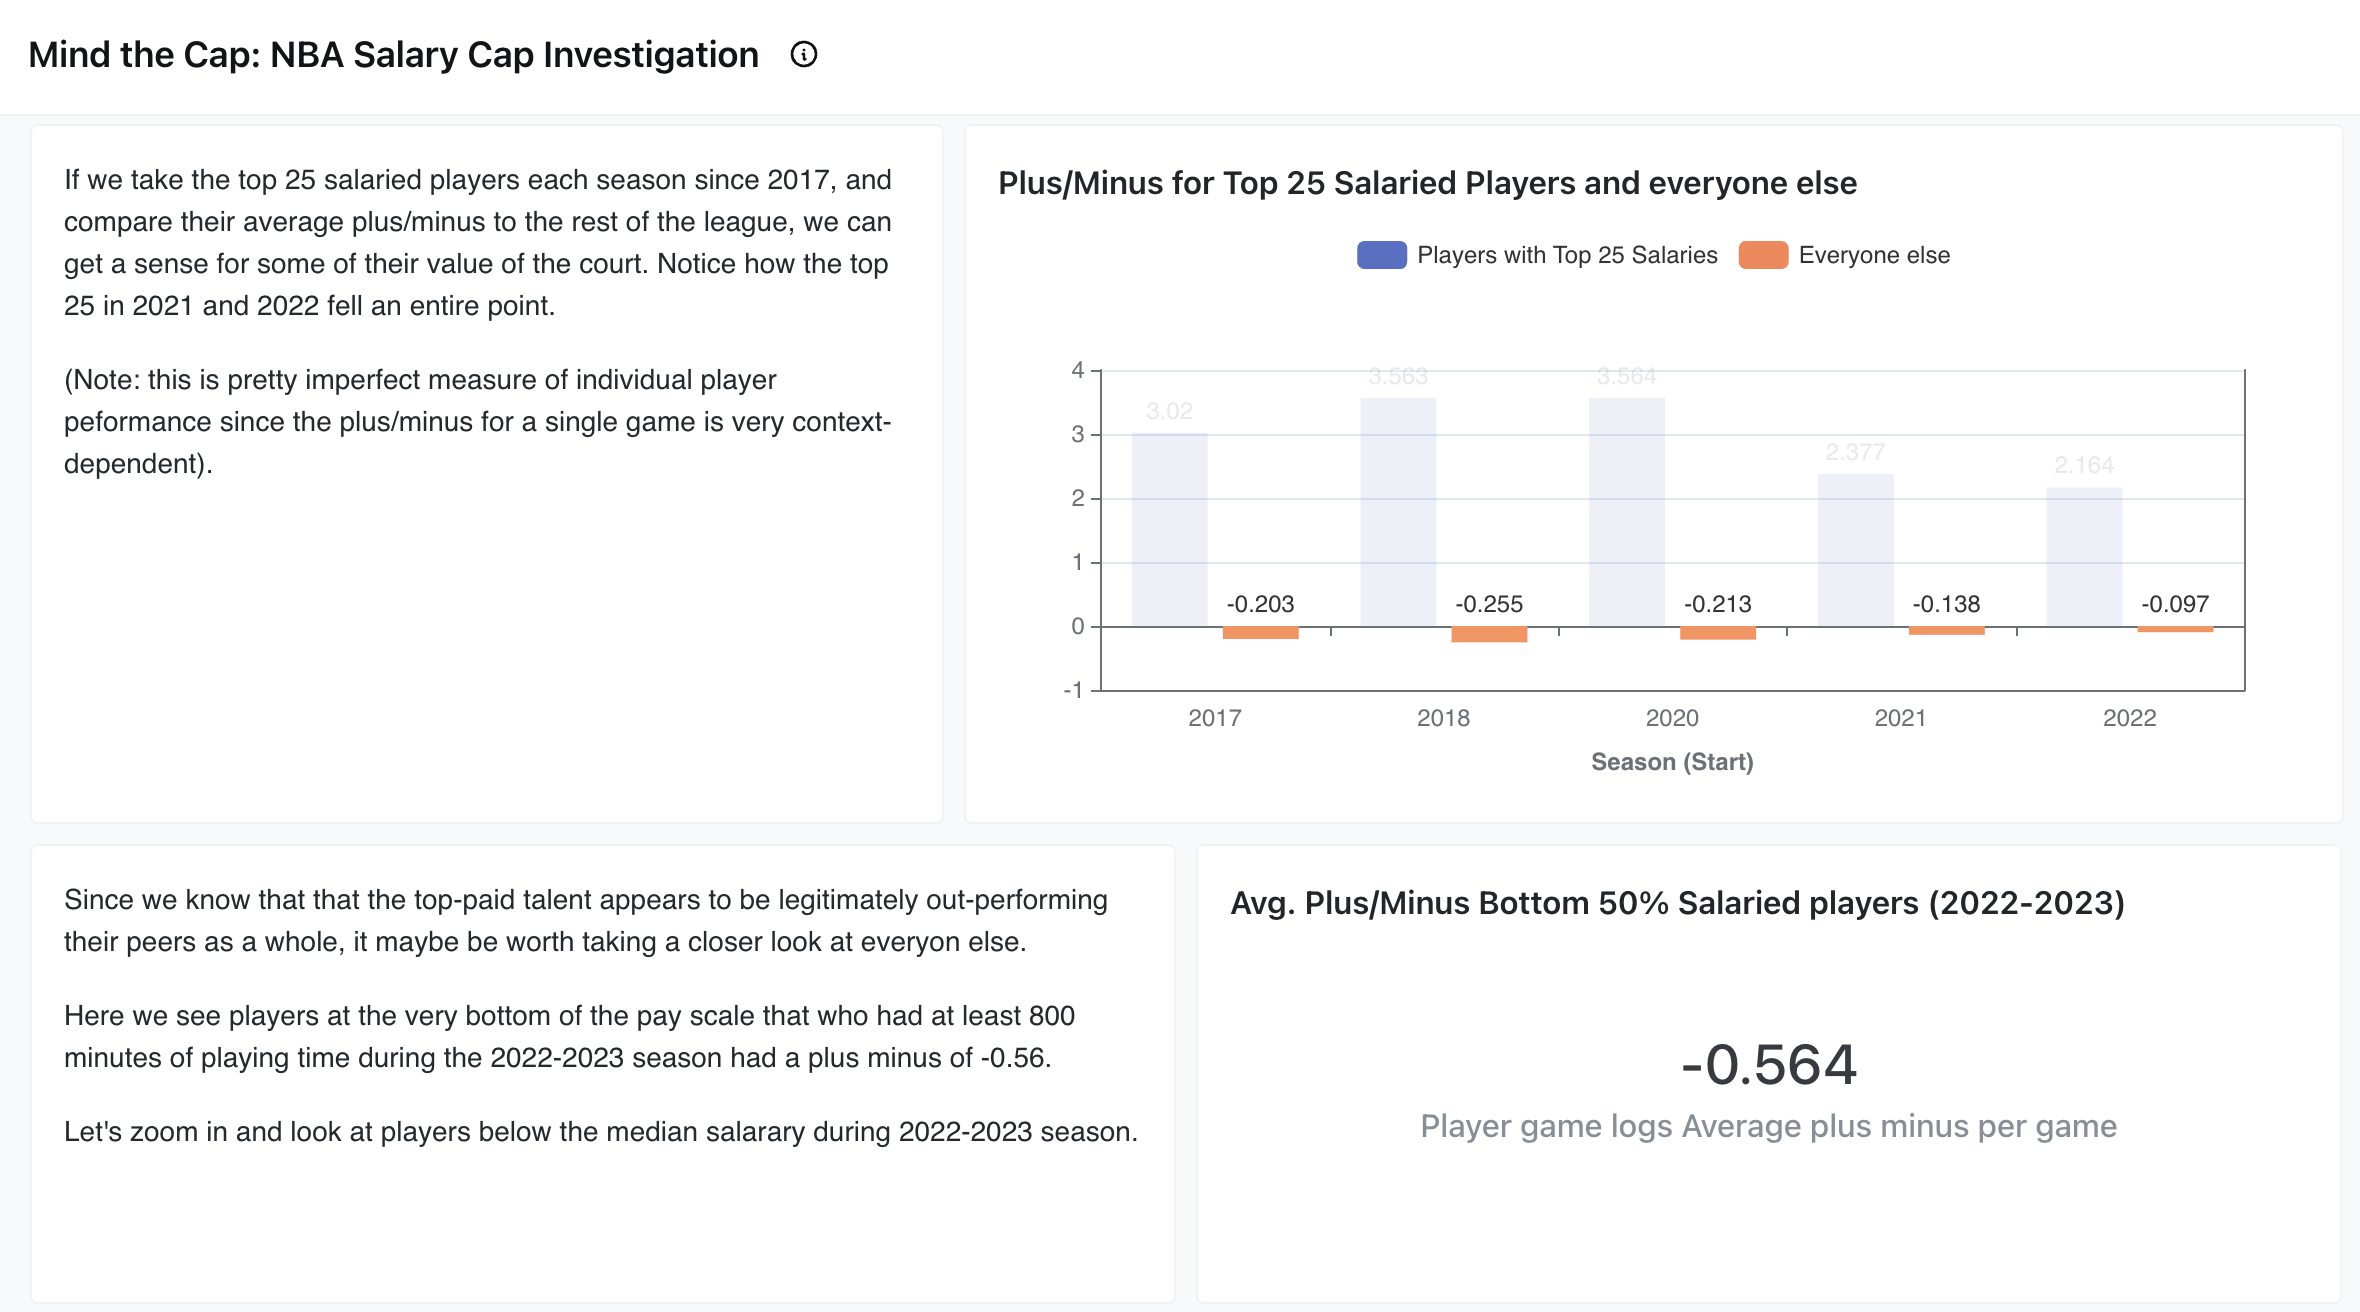 Mind the Cap: NBA Salary Cap Investigation
If we take the top 25 salaried players each season since 2017, and
compare their average plus/minus to the rest of the league, we can
get a sense for some of their value of the court. Notice how the top
25 in 2021 and 2022 fell an entire point.
(Note: this is pretty imperfect measure of individual player
peformance since the plus/minus for a single game is very context-
dependent).
Plus/Minus for Top 25 Salaried Players and everyone else
Players with Top 25 Salaries Everyone else
4
3
2
1
0
-1
3.02
3.563
3.564
2.377
2.164
-0.203
-0.255
-0.213
-0.138
-0.097
2017 2018 2020 2021 2022
Season (Start)
Since we know that that the top-paid talent appears to be legitimately out-performing
their peers as a whole, it maybe be worth taking a closer look at everyon else.
Here we see players at the very bottom of the pay scale that who had at least 800
minutes of playing time during the 2022-2023 season had a plus minus of -0.56.
Let's zoom in and look at players below the median salarary during 2022-2023 season.
Avg. Plus/Minus Bottom 50% Salaried players (2022-2023)
-0.564
Player game logs Average plus minus per game